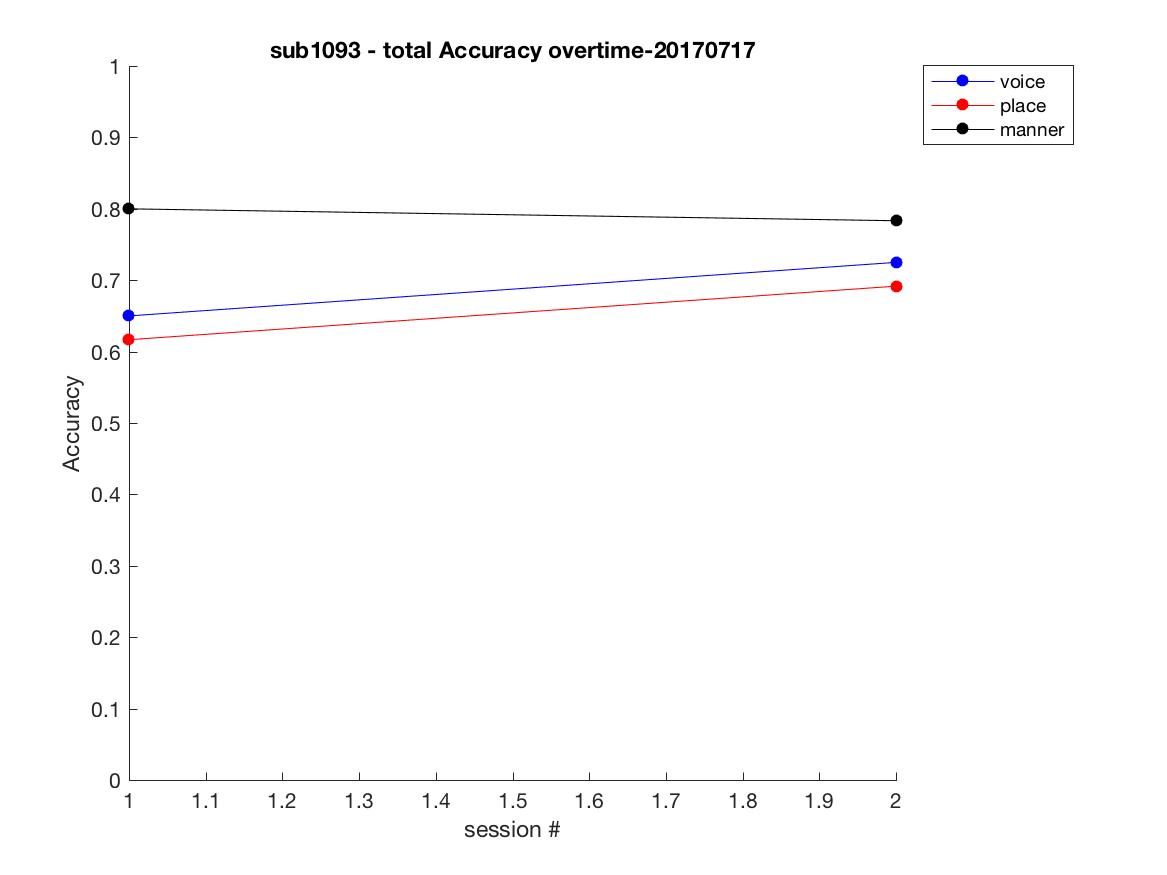 sub1093 - total Accuracy overtime-20170717
voice
place
manner
1
0.9
0.8
0.7
0.6
0.5
0.4
0.3
0.2
0.1
0
Accuracy
1 1.1 1.2 1.3 1.4 1.5 1.6 1.7 1.8 1.9 2
session #